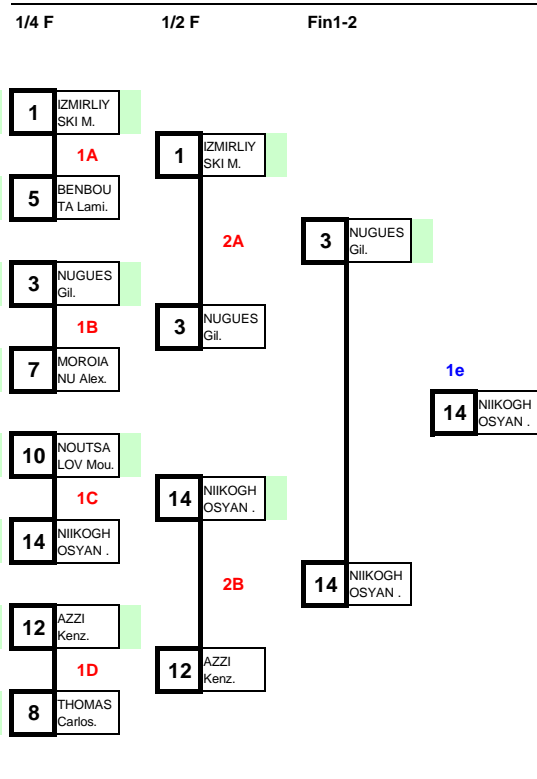 1/4 F
1/2 F
Fin1-2
1
IZMIRLIY
SKI M.
1A
5
BENBOU
TA Lami.
3
NUGUES
Gil.
1B
7
MOROIA
NU Alex.
10
NOUTSA
LOV Mou.
1C
14
NIIKOGH
OSYAN .
12
AZZI
Kenz.
1D
8
THOMAS
Carlos.
1
IZMIRLIY
SKI M.
2A
3
NUGUES
Gil.
14
NIIKOGH
OSYAN .
2B
12
AZZI
Kenz.
3
NUGUES
Gil.
14
NIIKOGH
OSYAN .
1e
14
NIIKOGH
OSYAN .